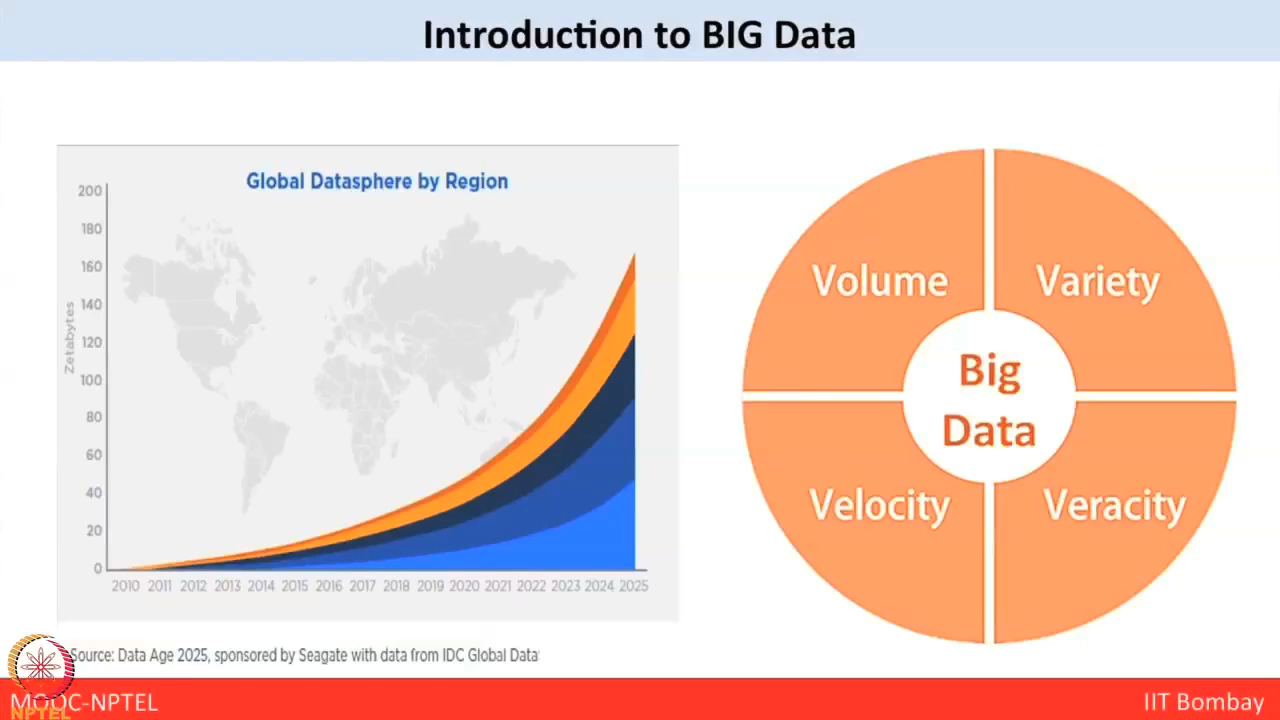 Introduction to BIG Data
Global Datasphere by Region
Zetabytes
200
180
160
140
120
100
80
60
40
20
0
2010 2011 2012 2013 2014 2015 2016 2017 2018 2019 2020 2021 2022 2023 2024 2025
Source: Data Age 2025, sponsored by Seagate with data from IDC Global Data
Volume
Variety
Big
Data
Velocity
Veracity
MOOC-NPTEL
NPTEL
IIT Bombay